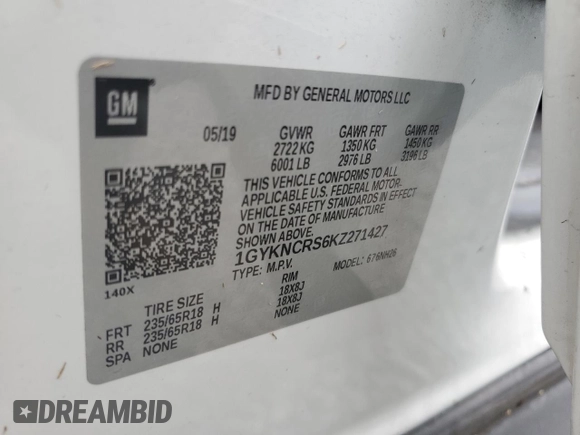 GM
MFD BY GENERAL MOTORS LLC
05/19 GVWR GAWR FRT GAWR RR
2722 KG 1350 KG 1450 KG
6001 LB 2976 LB 3196 LB
THIS VEHICLE CONFORMS TO ALL
APPLICABLE U.S. FEDERAL MOTOR
VEHICLE SAFETY STANDARDS IN
EFFECT ON THE DATE OF MANUFACTURE
SHOWN ABOVE.
1GYKNCRS6KZ271427
TYPE: M.P.V. MODEL: 6NH26
140X
TIRE SIZE RIM
FRT 235/65R18 H 18X8J
RR 235/65R18 H 18X8J
SPA NONE NONE
DREAMBID